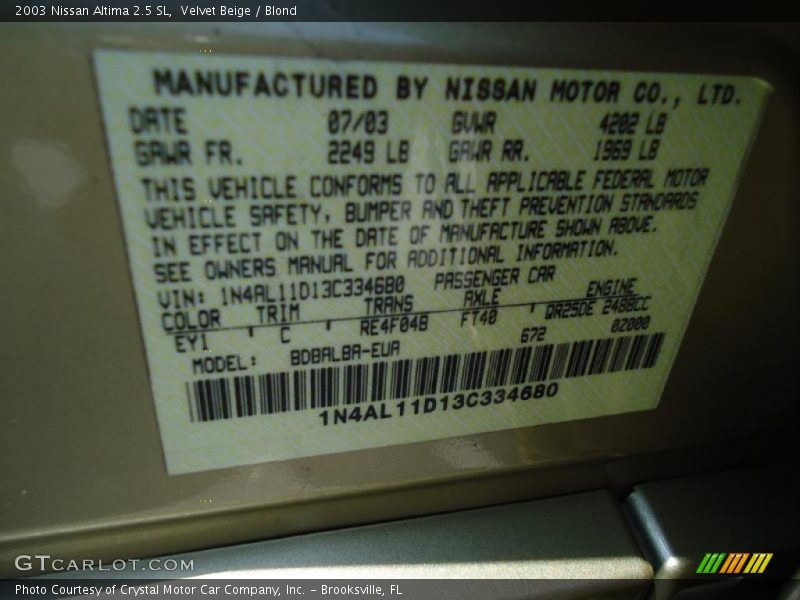 2003 Nissan Altima 2.5 SL, Velvet Beige / Blond
MANUFACTURED BY NISSAN MOTOR CO., LTD.
DATE 07/03 GVWR 4202 LB
GAWR FR. 2249 LB GAWR RR. 1969 LB
THIS VEHICLE CONFORMS TO ALL APPLICABLE FEDERAL MOTOR
VEHICLE SAFETY, BUMPER AND THEFT PREVENTION STANDARDS
IN EFFECT ON THE DATE OF MANUFACTURE SHOWN ABOVE.
SEE OWNERS MANUAL FOR ADDITIONAL INFORMATION.
VIN: 1N4AL11D13C334680 PASSENGER CAR
COLOR TRIM TRANS AXLE ENGINE
EY1 C RE4F04B FT40 QR25DE 2488CC
MODEL: BDBALBA-EUA 672 0Z000
1N4AL11D13C334680
GTcarlot.com
Photo Courtesy of Crystal Motor Car Company, Inc. – Brooksville, FL